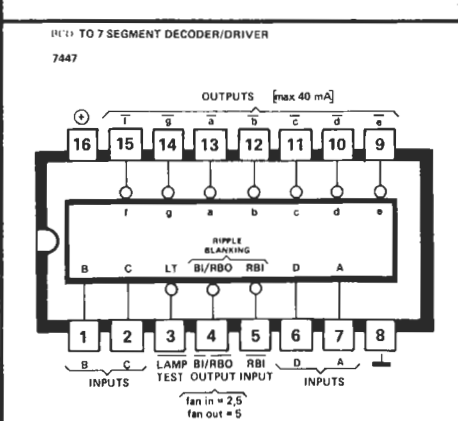 TO 7 SEGMENT DECODER/DRIVER
7447
OUTPUTS [max 40 mA]
f̅ g̅ a̅ b̅ c̅ d̅ e̅
16 15 14 13 12 11 10 9
f g a b c d e
RIPPLE
BLANKING
B C LT BI/RBO RBI D A
1 2 3 4 5 6 7 8
B C LAMP BI/RBO RBI D A
INPUTS TEST OUTPUT INPUT INPUTS
fan in = 2,5
fan out = 5